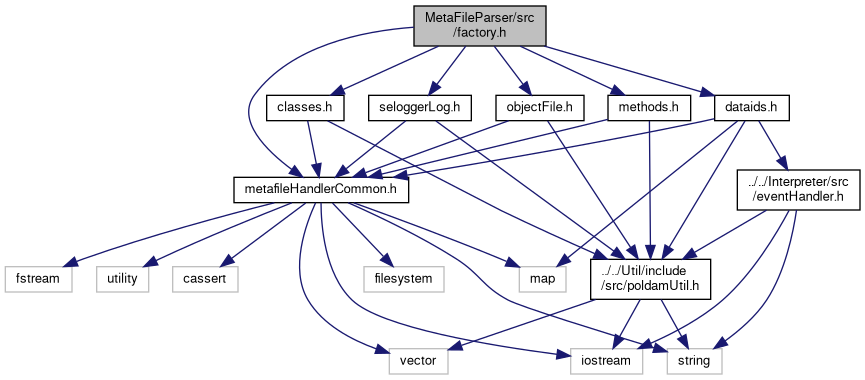 MetaFileParser/src
/factory.h
classes.h
seloggerLog.h
objectFile.h
methods.h
dataids.h
metafileHandlerCommon.h
../../Interpreter/src
/eventHandler.h
fstream
utility
cassert
filesystem
map
../../Util/include
/src/poldamUtil.h
vector
iostream
string